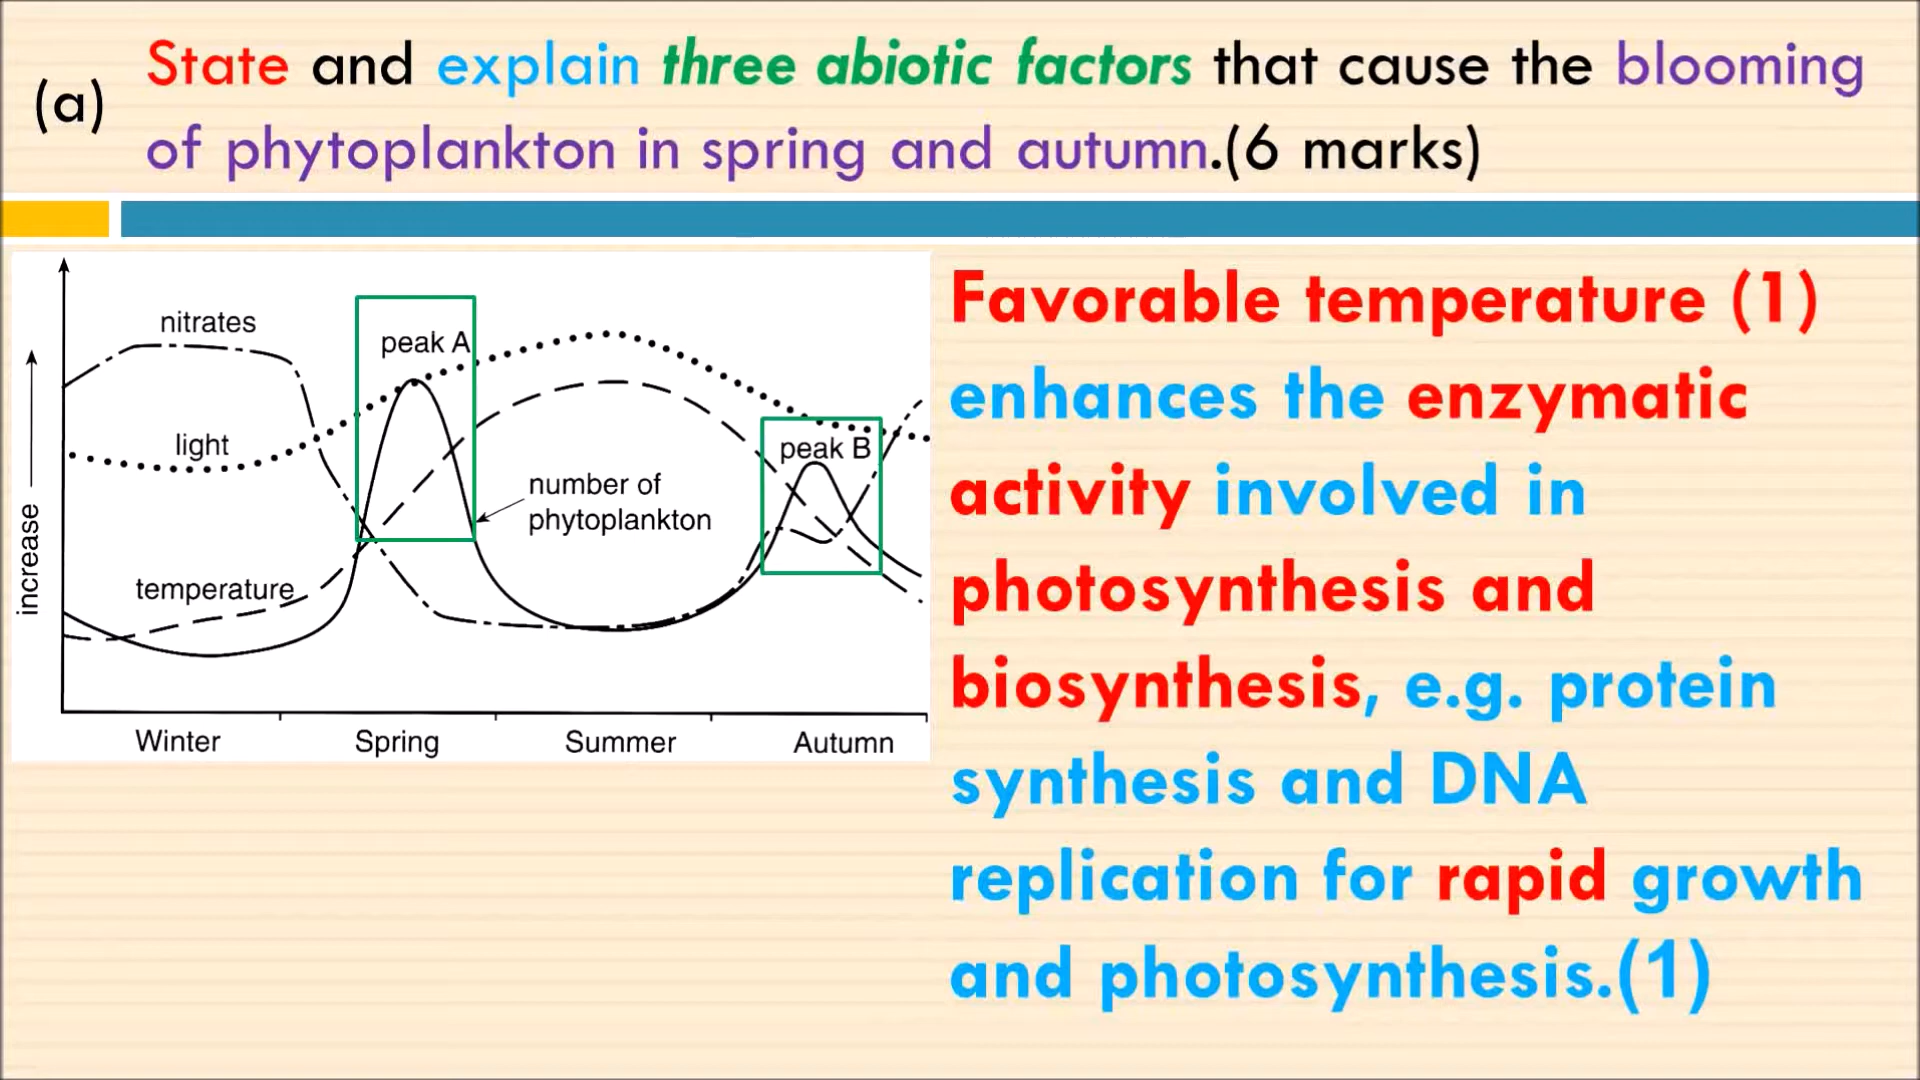 (a)
State and explain three abiotic factors that cause the blooming
of phytoplankton in spring and autumn.(6 marks)
nitrates
peak A
light
peak B
number of
phytoplankton
temperature
increase
Winter
Spring
Summer
Autumn
Favorable temperature (1)
enhances the enzymatic
activity involved in
photosynthesis and
biosynthesis, e.g. protein
synthesis and DNA
replication for rapid growth
and photosynthesis.(1)